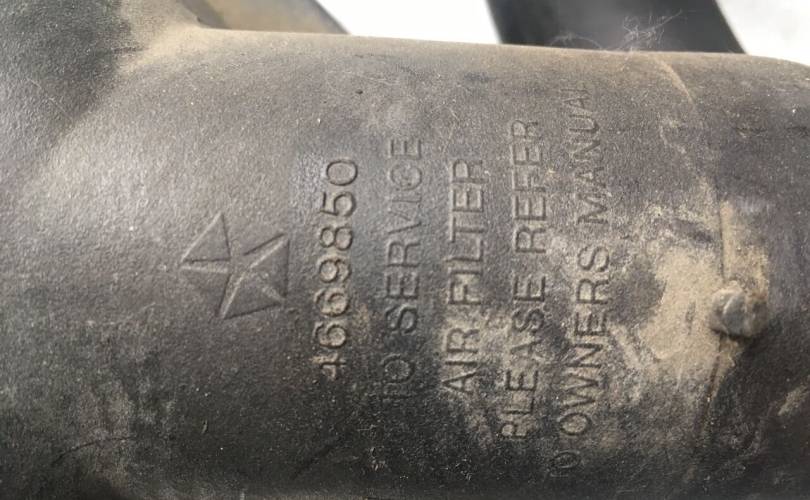 4669850
TO SERVICE
AIR FILTER
PLEASE REFER
TO OWNERS MANUAL